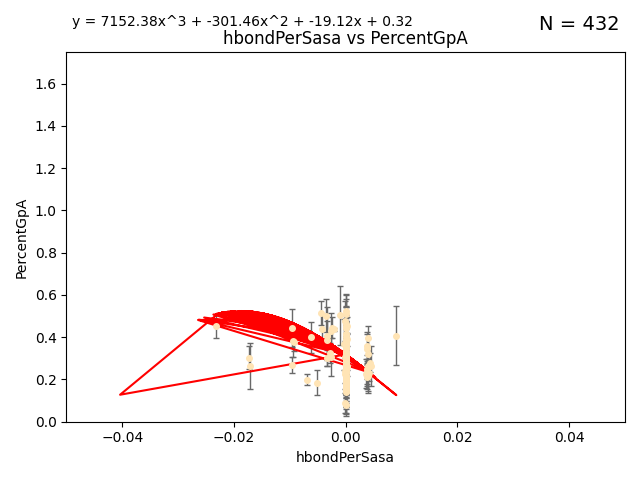 y = 7152.38x^3 + -301.46x^2 + -19.12x + 0.32
N = 432
hbondPerSasa vs PercentGpA
1.6
1.4
1.2
1.0
0.8
0.6
0.4
0.2
0.0
PercentGpA
−0.04 −0.02 0.00 0.02 0.04
hbondPerSasa